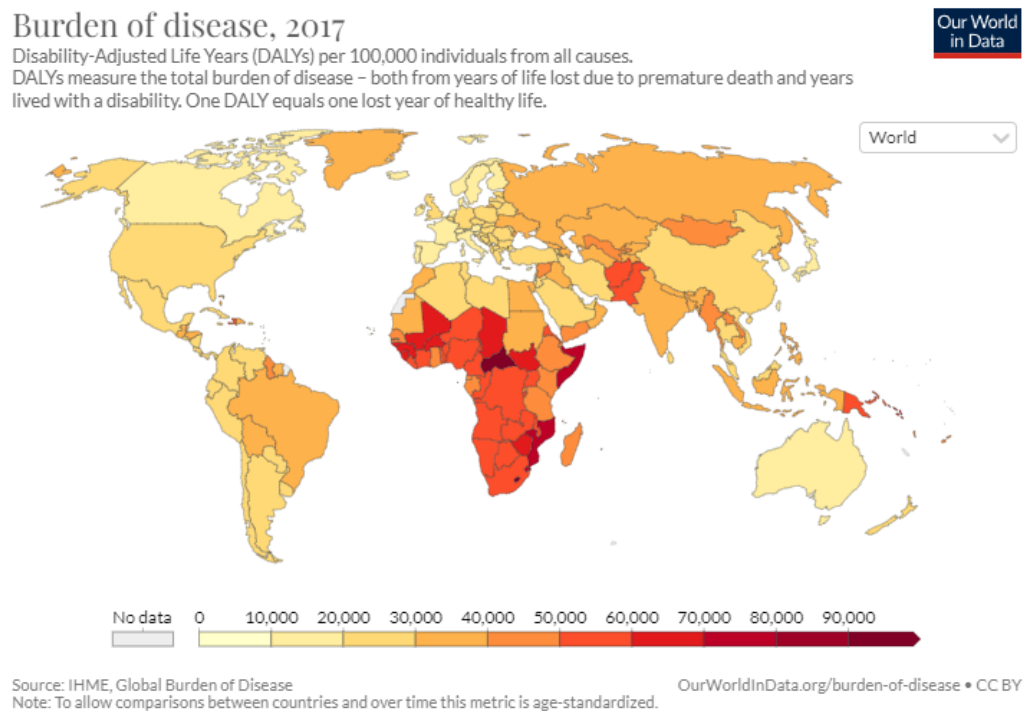 Burden of disease, 2017
Our World
in Data
Disability-Adjusted Life Years (DALYs) per 100,000 individuals from all causes.
DALYs measure the total burden of disease – both from years of life lost due to premature death and years
lived with a disability. One DALY equals one lost year of healthy life.
World
No data 0 10,000 20,000 30,000 40,000 50,000 60,000 70,000 80,000 90,000
Source: IHME, Global Burden of Disease
OurWorldInData.org/burden-of-disease • CC BY
Note: To allow comparisons between countries and over time this metric is age-standardized.